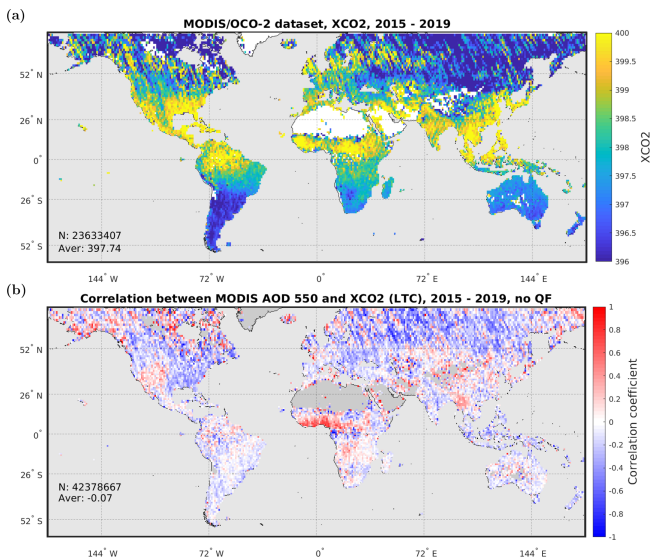 (a)
MODIS/OCO-2 dataset, XCO2, 2015 - 2019
52° N
26° N
0°
26° S
52° S
N: 23633407
Aver: 397.74
144° W
72° W
0°
72° E
144° E
400
399.5
399
398.5
398
397.5
397
396.5
396
XCO2
(b)
Correlation between MODIS AOD 550 and XCO2 (LTC), 2015 - 2019, no QF
52° N
26° N
0°
26° S
52° S
N: 42378667
Aver: -0.07
144° W
72° W
0°
72° E
144° E
1
0.8
0.6
0.4
0.2
0
-0.2
-0.4
-0.6
-0.8
-1
Correlation coefficient